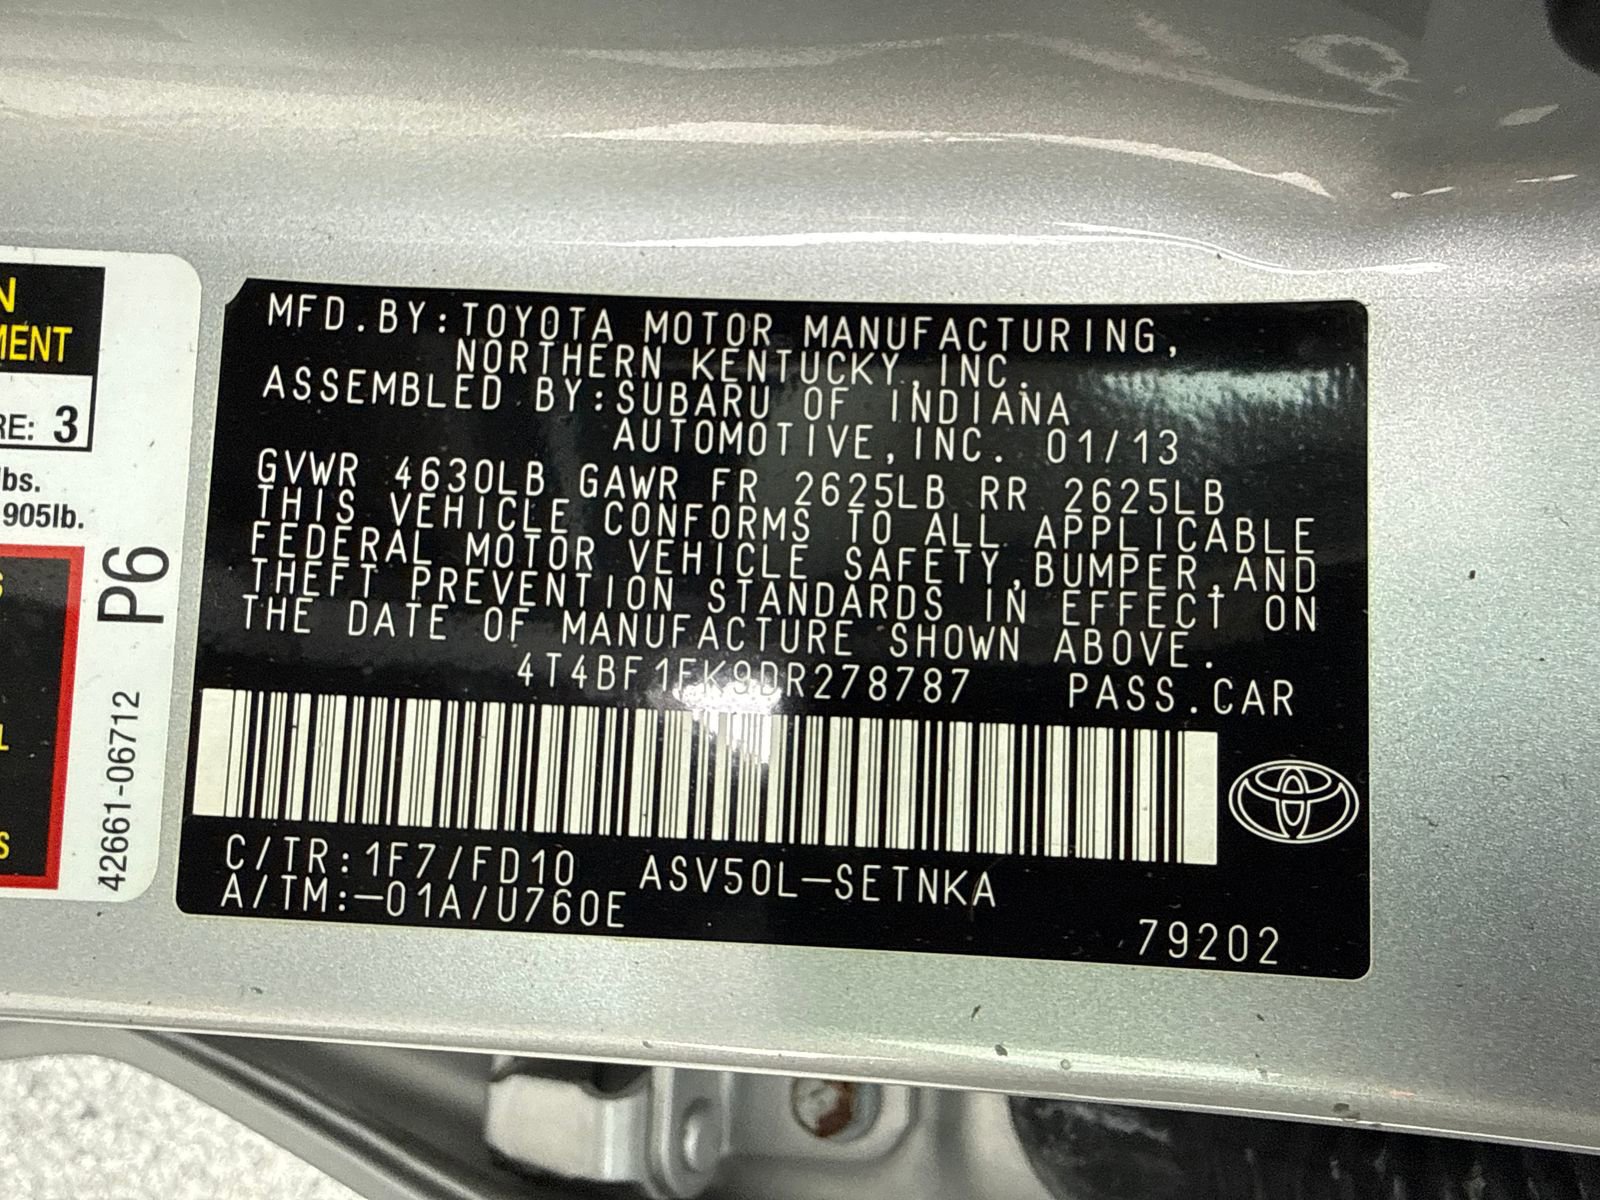 N
MENT
RE: 3
lbs.
905lb.
S
L
S
P6
42661-06712
MFD.BY:TOYOTA MOTOR MANUFACTURING,
NORTHERN KENTUCKY,INC.
ASSEMBLED BY:SUBARU OF INDIANA
AUTOMOTIVE,INC. 01/13
GVWR 4630LB GAWR FR 2625LB RR 2625LB
THIS VEHICLE CONFORMS TO ALL APPLICABLE
FEDERAL MOTOR VEHICLE SAFETY,BUMPER,AND
THEFT PREVENTION STANDARDS IN EFFECT ON
THE DATE OF MANUFACTURE SHOWN ABOVE.
4T4BF1FK9DR278787 PASS.CAR
C/TR:1F7/FD10 ASV50L-SETNKA
A/TM:-01A/U760E
79202